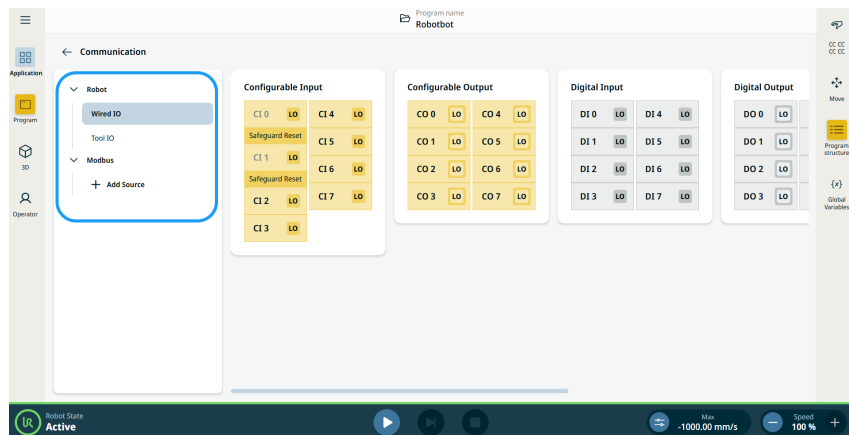 Program name
Robotbot
CC CC
CC CC
Communication
Application
Robot
Wired IO
Tool IO
Modbus
Add Source
Configurable Input
CI 0 LO CI 4 LO
Safeguard Reset
CI 5 LO
CI 1 LO
CI 6 LO
Safeguard Reset
CI 2 LO CI 7 LO
CI 3 LO
Configurable Output
CO 0 LO CO 4 LO
CO 1 LO CO 5 LO
CO 2 LO CO 6 LO
CO 3 LO CO 7 LO
Digital Input
DI 0 LO DI 4 LO
DI 1 LO DI 5 LO
DI 2 LO DI 6 LO
DI 3 LO DI 7 LO
Digital Output
DO 0 LO
DO 1 LO
DO 2 LO
DO 3 LO
Program
3D
Operator
Move
Program
structure
{x}
Global
Variables
UR
Robot State
Active
Max
-1000.00 mm/s
Speed
100 %